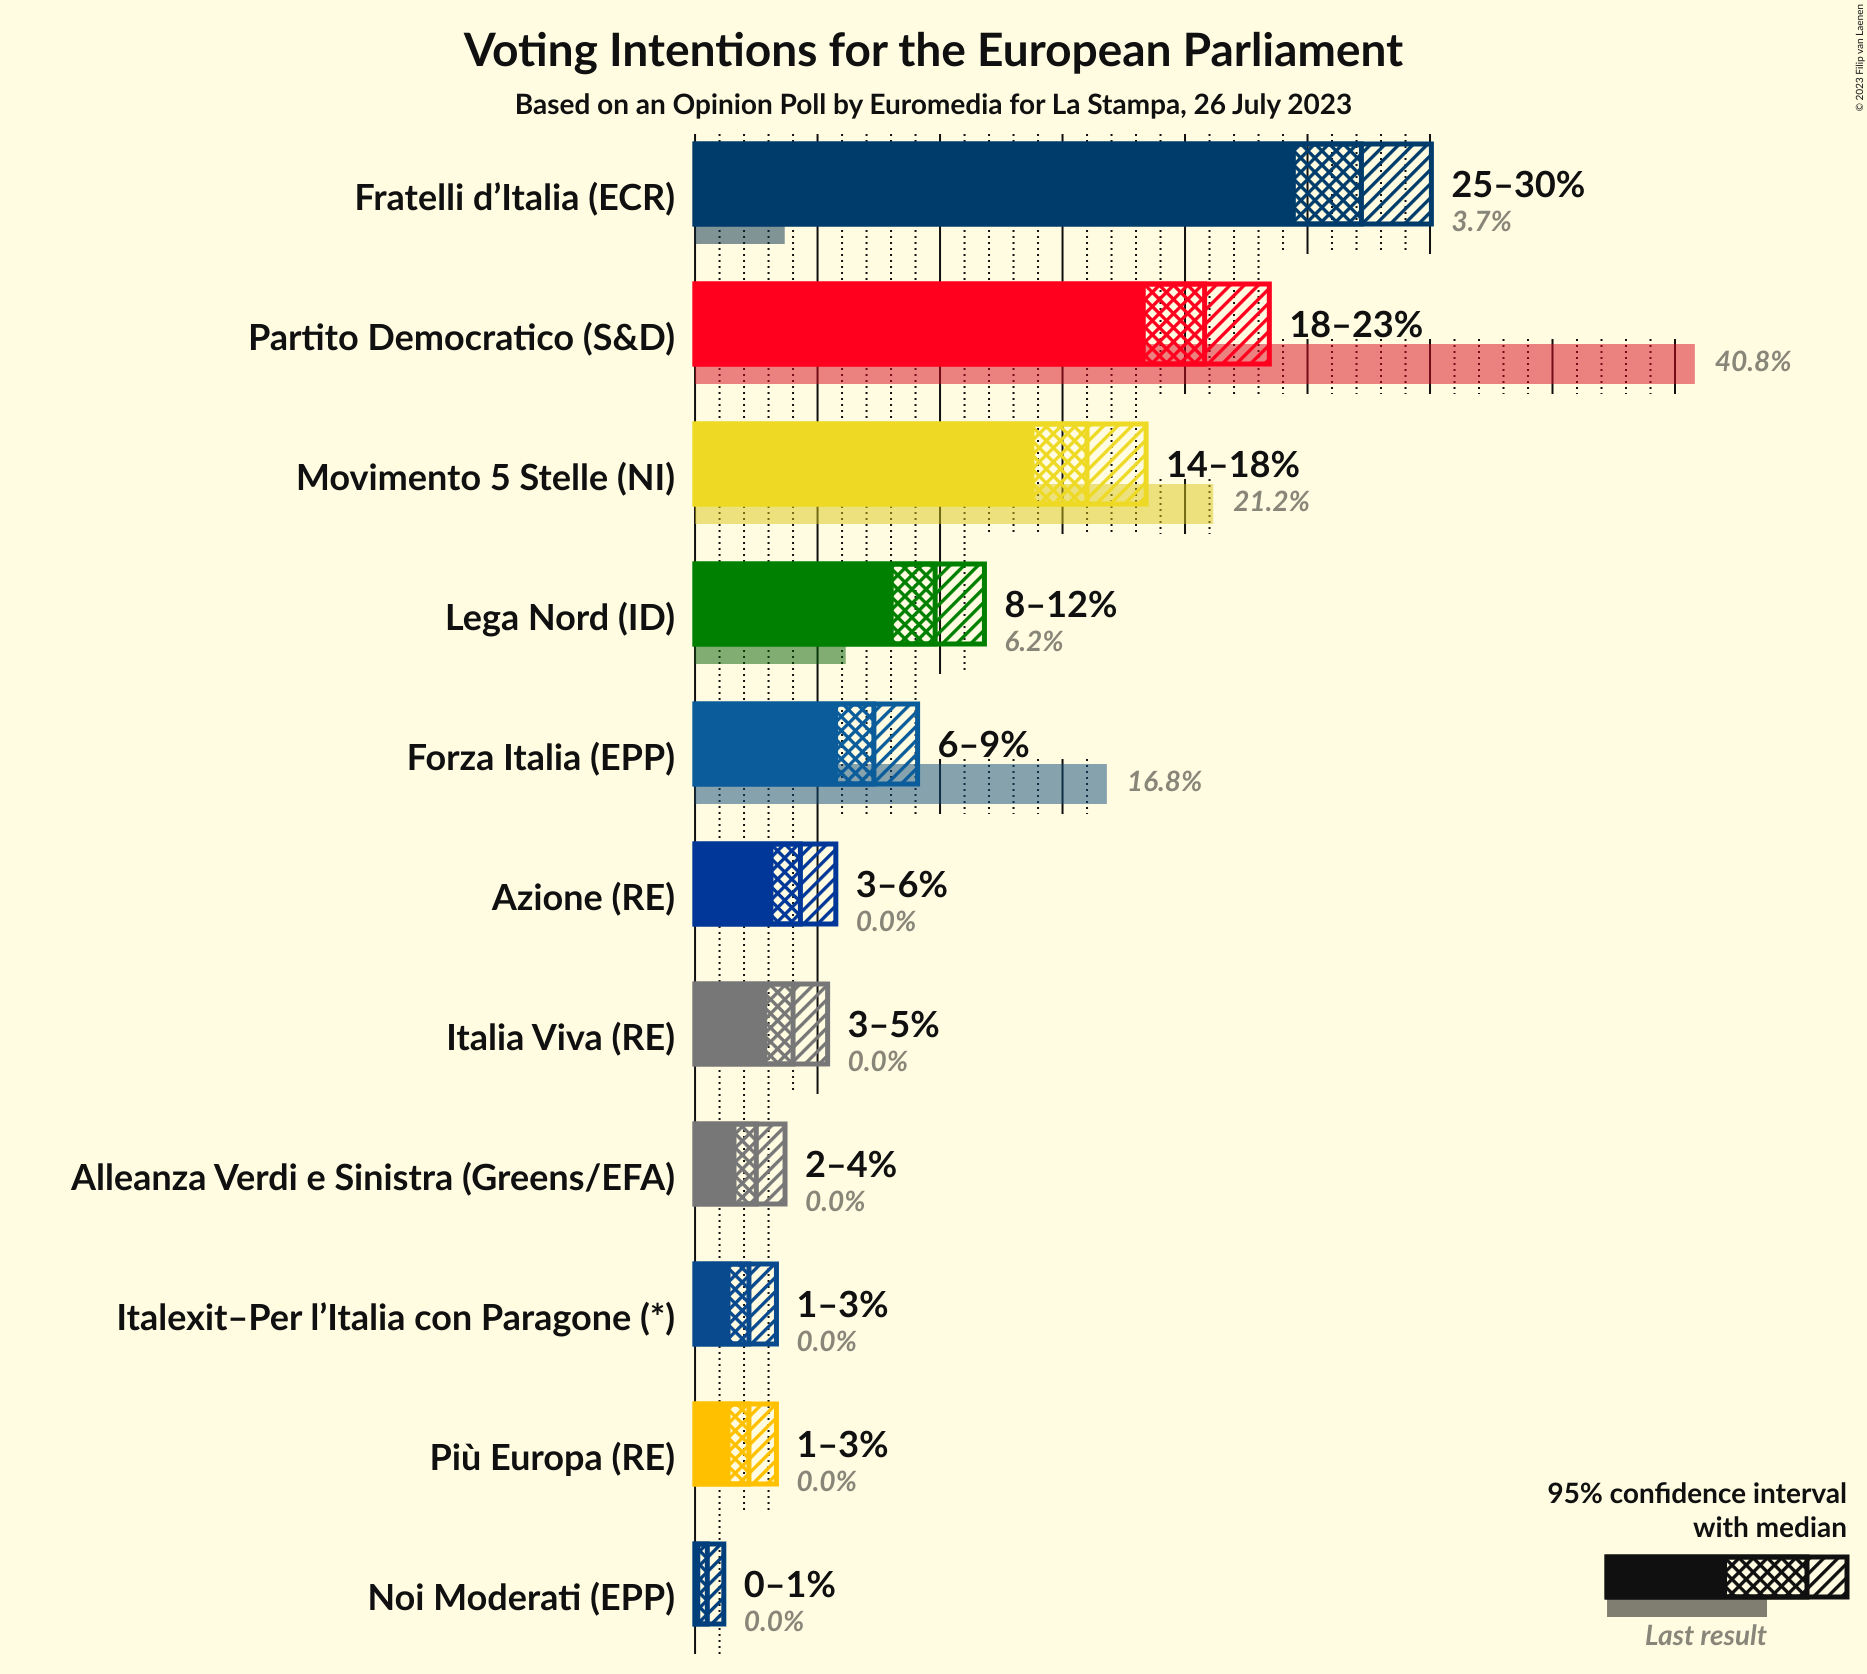 Voting Intentions for the European Parliament
Based on an Opinion Poll by Euromedia for La Stampa, 26 July 2023
© 2023 Filip van Laenen
Fratelli d’Italia (ECR)
25–30%
3.7%
Partito Democratico (S&D)
18–23%
40.8%
Movimento 5 Stelle (NI)
14–18%
21.2%
Lega Nord (ID)
8–12%
6.2%
Forza Italia (EPP)
6–9%
16.8%
Azione (RE)
3–6%
0.0%
Italia Viva (RE)
3–5%
0.0%
Alleanza Verdi e Sinistra (Greens/EFA)
2–4%
0.0%
Italexit–Per l’Italia con Paragone (*)
1–3%
0.0%
Più Europa (RE)
1–3%
0.0%
Noi Moderati (EPP)
0–1%
0.0%
95% confidence interval
with median
Last result